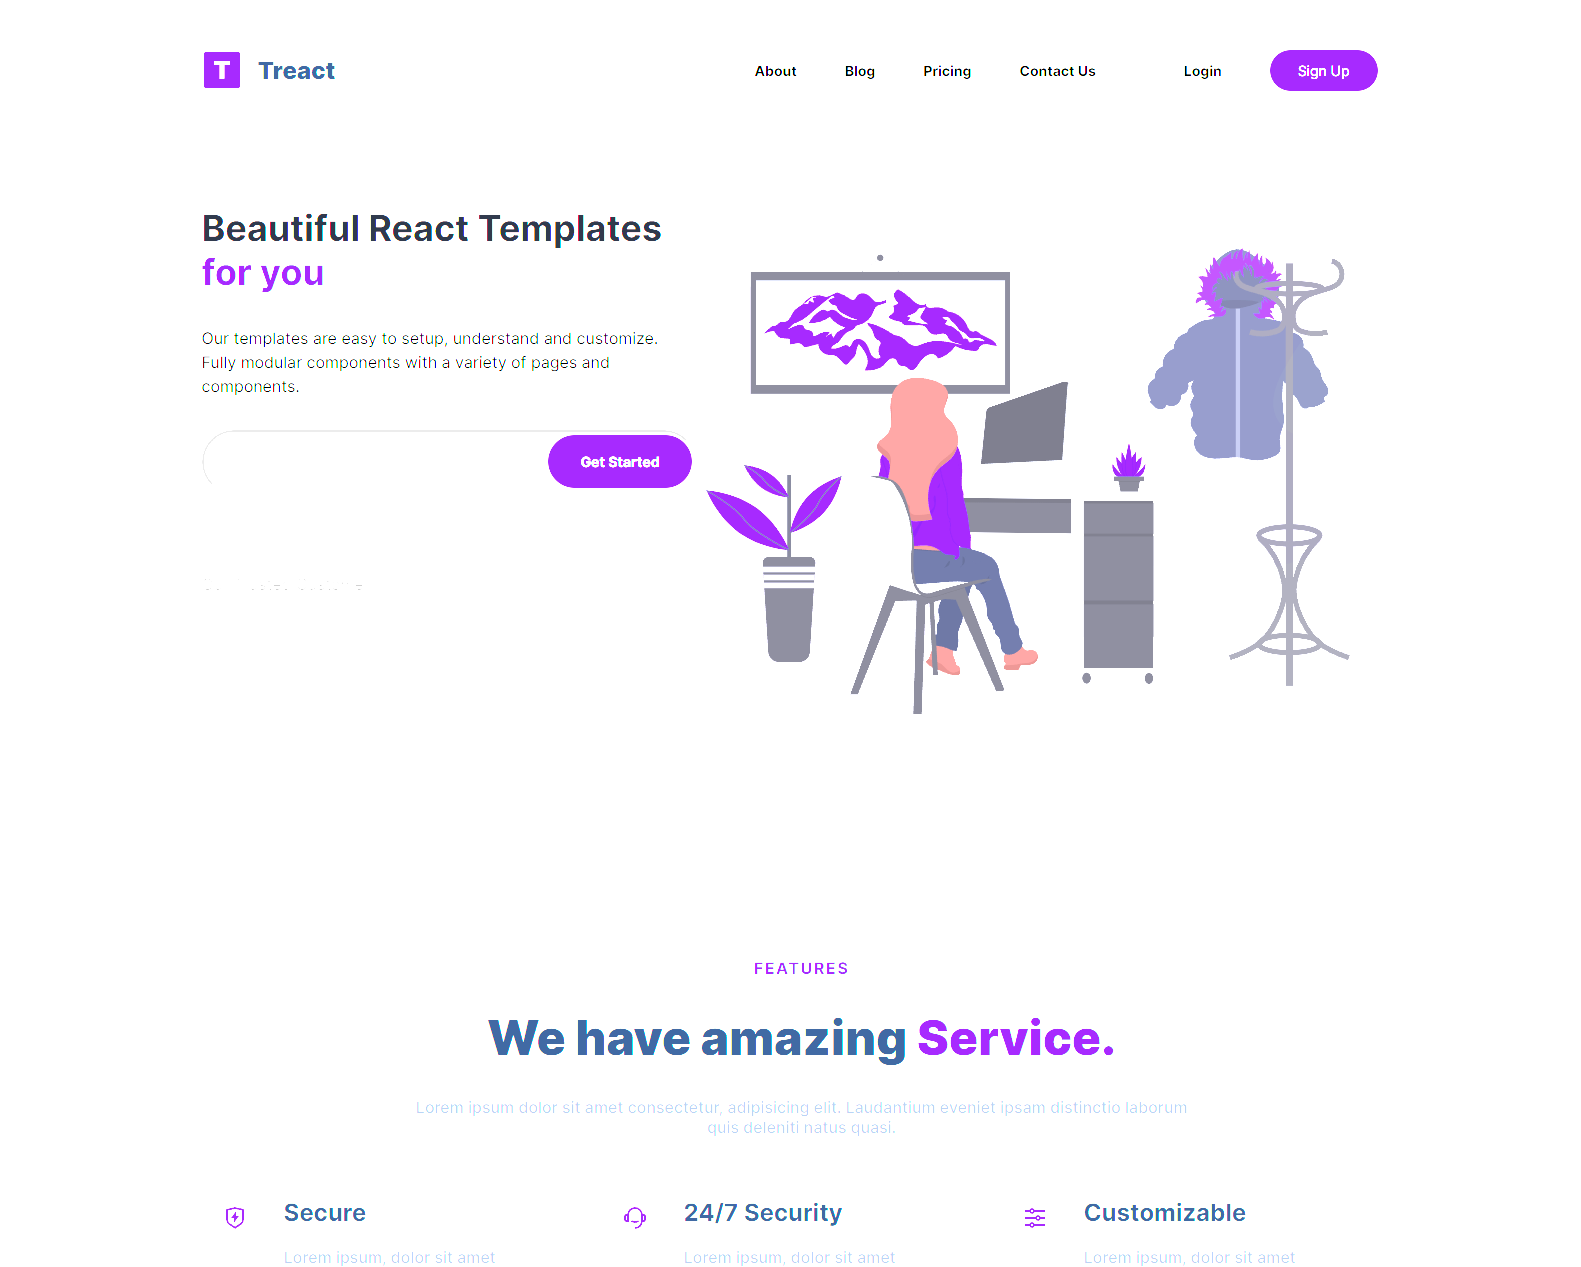 T Treact
About Blog Pricing Contact Us Login Sign Up
Beautiful React Templates
for you
Our templates are easy to setup, understand and customize.
Fully modular components with a variety of pages and
components.
Get Started
FEATURES
We have amazing Service.
Lorem ipsum dolor sit amet consectetur, adipisicing elit. Laudantium eveniet ipsam distinctio laborum
quis deleniti natus quasi.
Secure
Lorem ipsum, dolor sit amet
24/7 Security
Lorem ipsum, dolor sit amet
Customizable
Lorem ipsum, dolor sit amet